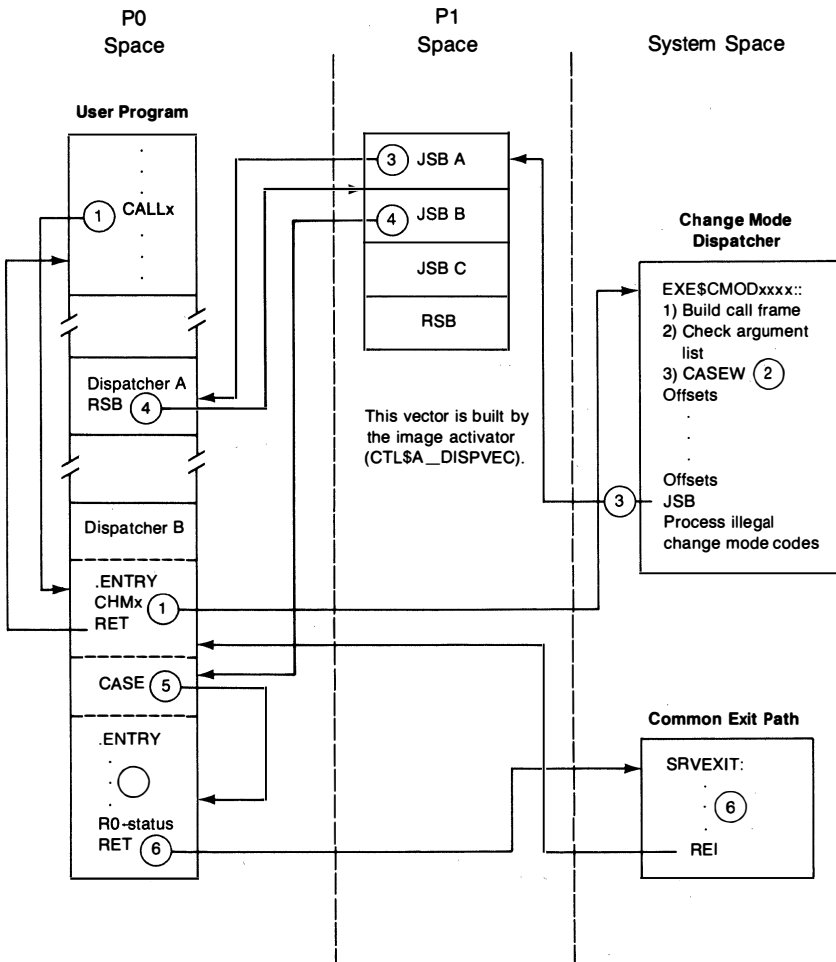 P0
Space
P1
Space
System Space
User Program
1 CALLx
Dispatcher A
RSB 4
Dispatcher B
.ENTRY
CHMx 1
RET
CASE 5
.ENTRY
R0-status
RET 6
3 JSB A
4 JSB B
JSB C
RSB
This vector is built by
the image activator
(CTL$A__DISPVEC).
Change Mode
Dispatcher
EXE$CMODxxxx::
1) Build call frame
2) Check argument
list
3) CASEW 2
Offsets
Offsets
3 JSB
Process illegal
change mode codes
Common Exit Path
SRVEXIT:
6
REI